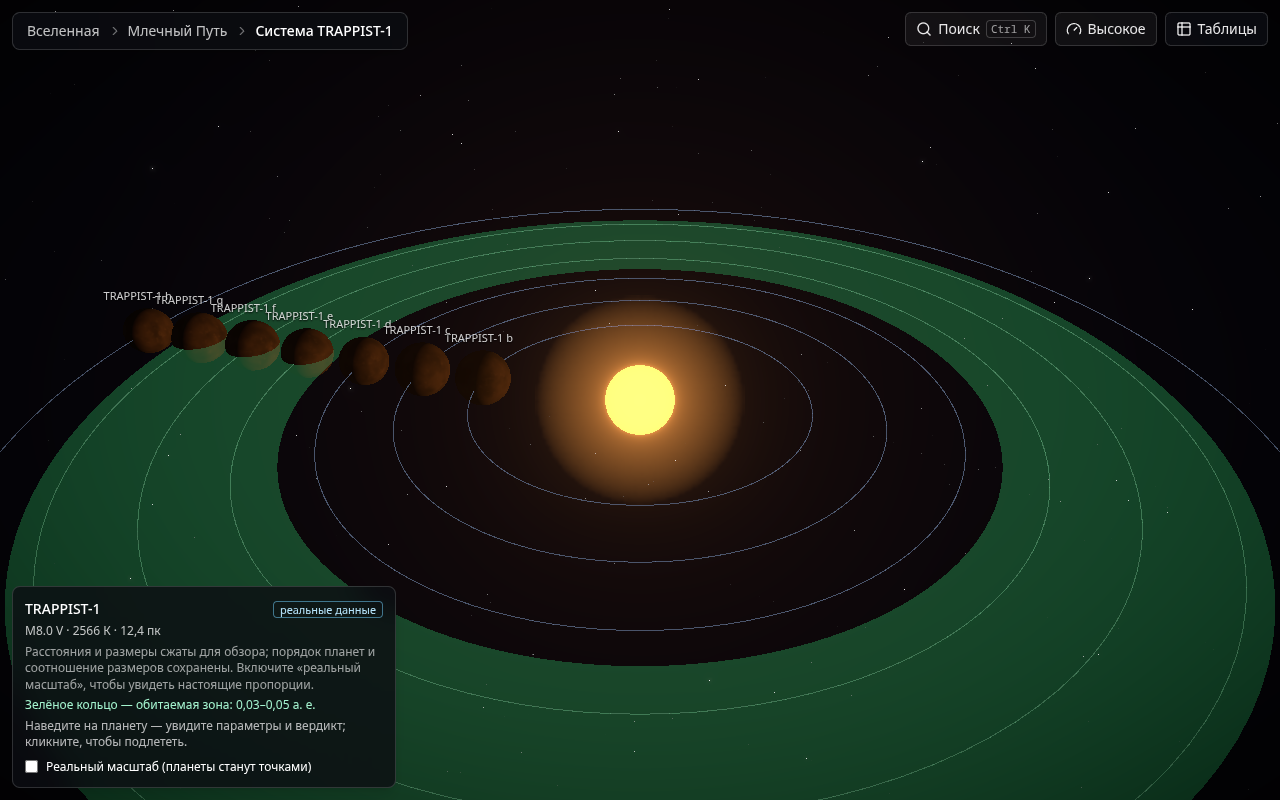 Вселенная > Млечный Путь > Система TRAPPIST-1
Поиск Ctrl K
Высокое
Таблицы
TRAPPIST-1 h
TRAPPIST-1 g
TRAPPIST-1 f
TRAPPIST-1 e
TRAPPIST-1 d
TRAPPIST-1 c
TRAPPIST-1 b
TRAPPIST-1
реальные данные
M8.0 V · 2566 K · 12,4 пк
Расстояния и размеры сжаты для обзора; порядок планет и
соотношение размеров сохранены. Включите «реальный
масштаб», чтобы увидеть настоящие пропорции.
Зелёное кольцо — обитаемая зона: 0,03–0,05 а. е.
Наведите на планету — увидите параметры и вердикт;
кликните, чтобы подлететь.
Реальный масштаб (планеты станут точками)